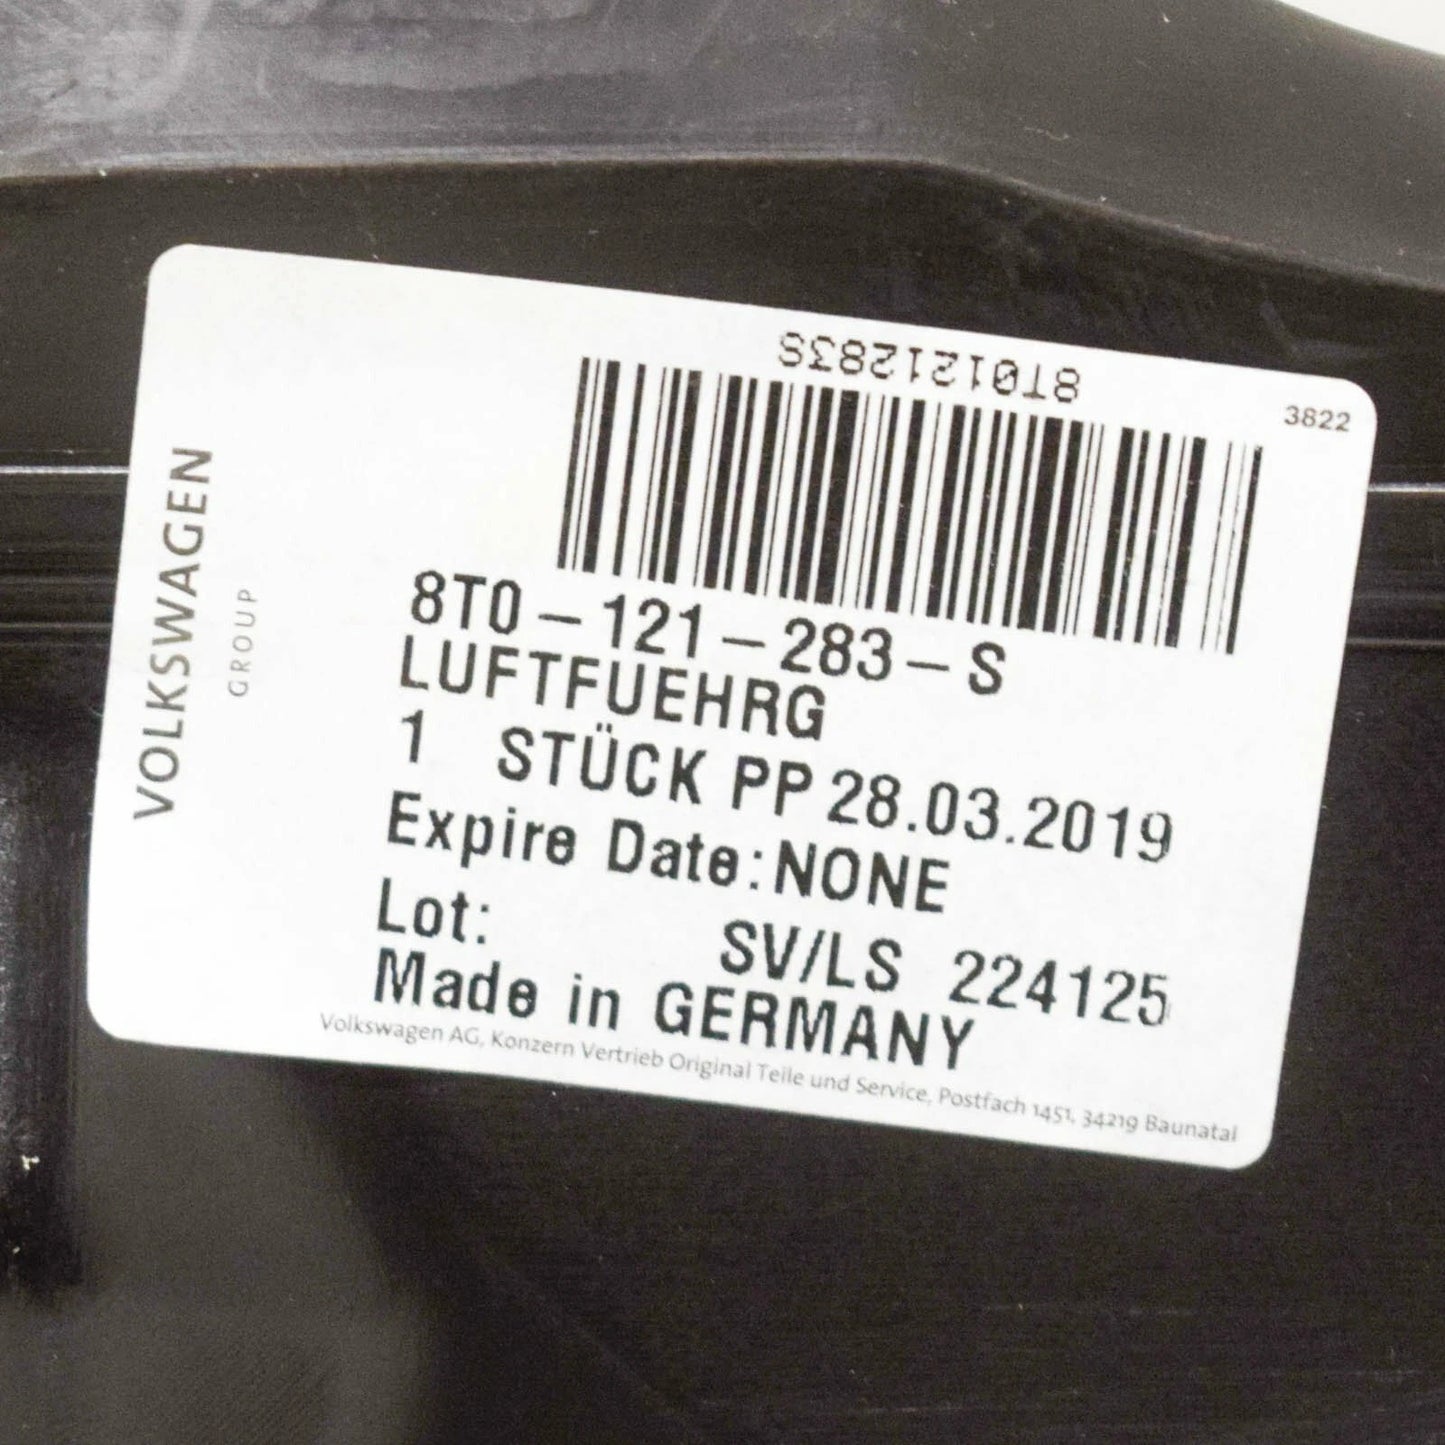 8T0121283S
3822
VOLKSWAGEN
GROUP
8T0-121-283-S
LUFTFUEHRG
1 STÜCK PP 28.03.2019
Expire Date:NONE
Lot: SV/LS 224125
Made in GERMANY
Volkswagen AG, Konzern Vertrieb Original Teile und Service, Postfach 1451, 34219 Baunatal